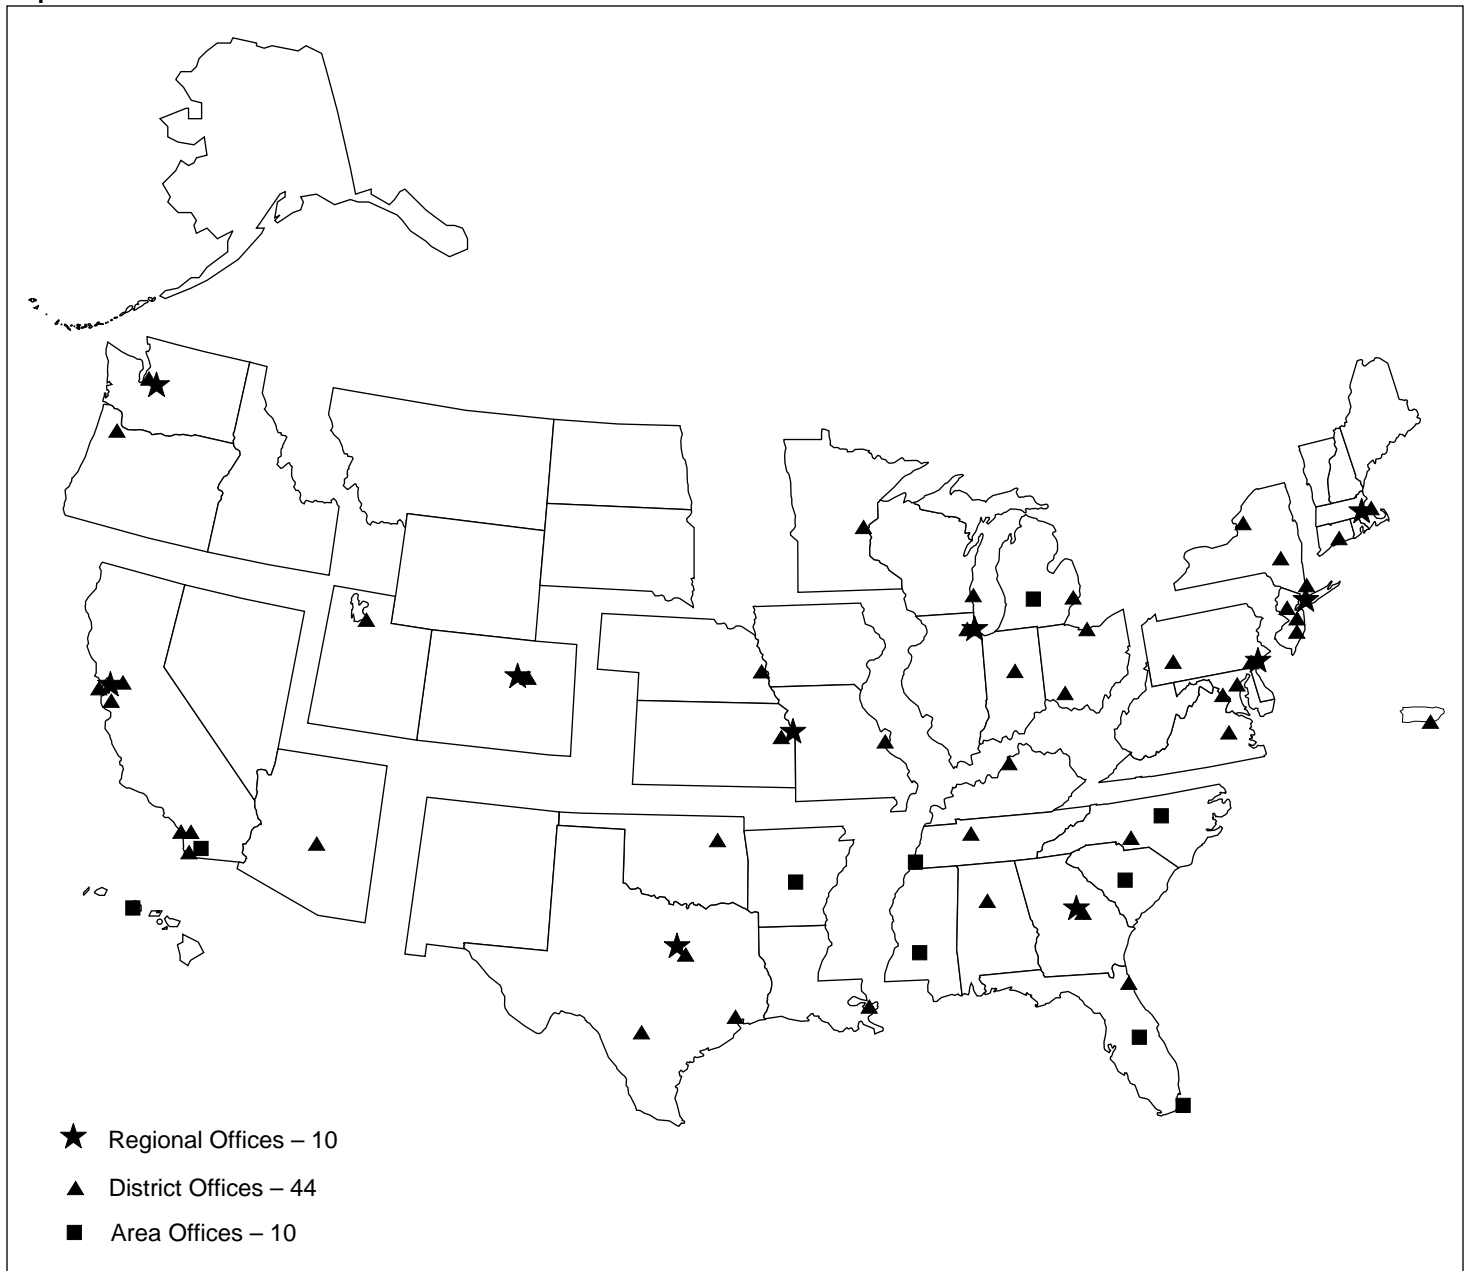 Regional Offices – 10
District Offices – 44
Area Offices – 10